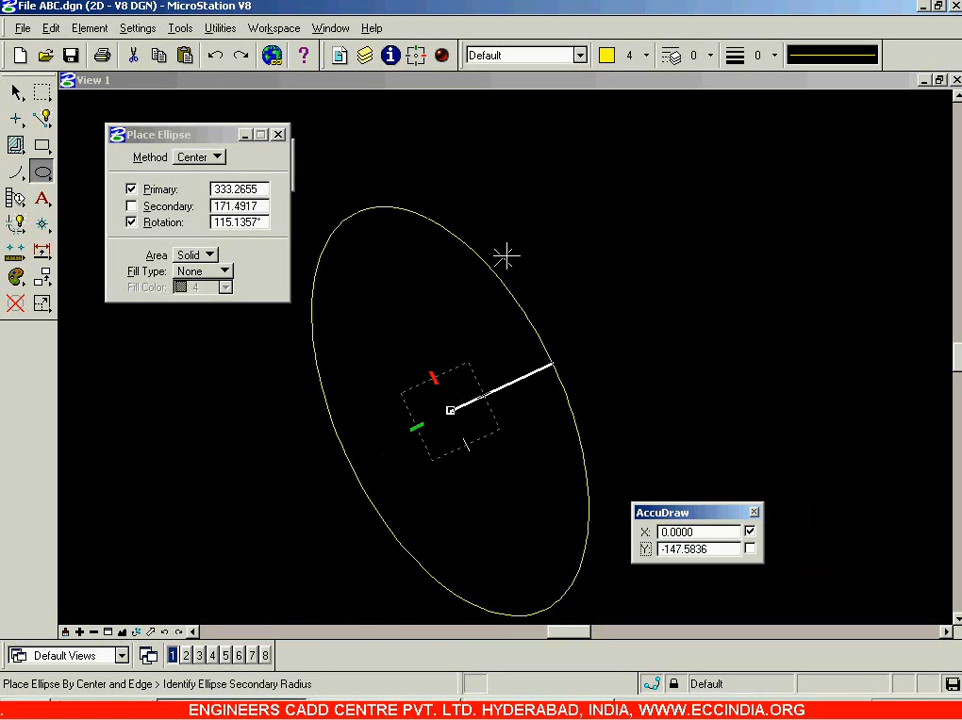 File ABC.dgn (2D - V8 DGN) - MicroStation V8
File Edit Element Settings Tools Utilities Workspace Window Help
Default 4 0 0
View 1
Place Ellipse
Method Center
Primary: 333.2655
Secondary: 171.4917
Rotation: 115.1357°
Area Solid
Fill Type: None
Fill Color: 4
AccuDraw
X: 0.0000
Y: -147.5836
Default Views 1 2 3 4 5 6 7 8
Place Ellipse By Center and Edge > Identify Ellipse Secondary Radius Default
ENGINEERS CADD CENTRE PVT. LTD. HYDERABAD, INDIA, WWW.ECCINDIA.ORG